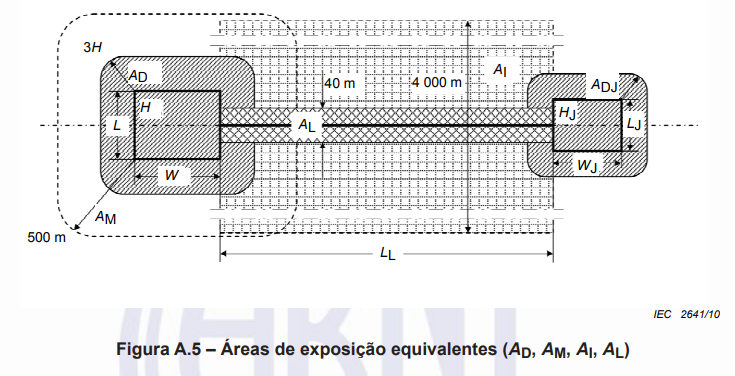 3H
AD
H
L
W
AM
500 m
40 m
AL
4 000 m
AI
LL
ADJ
HJ
LJ
WJ
IEC 2641/10
Figura A.5 – Áreas de exposição equivalentes (AD, AM, AI, AL)